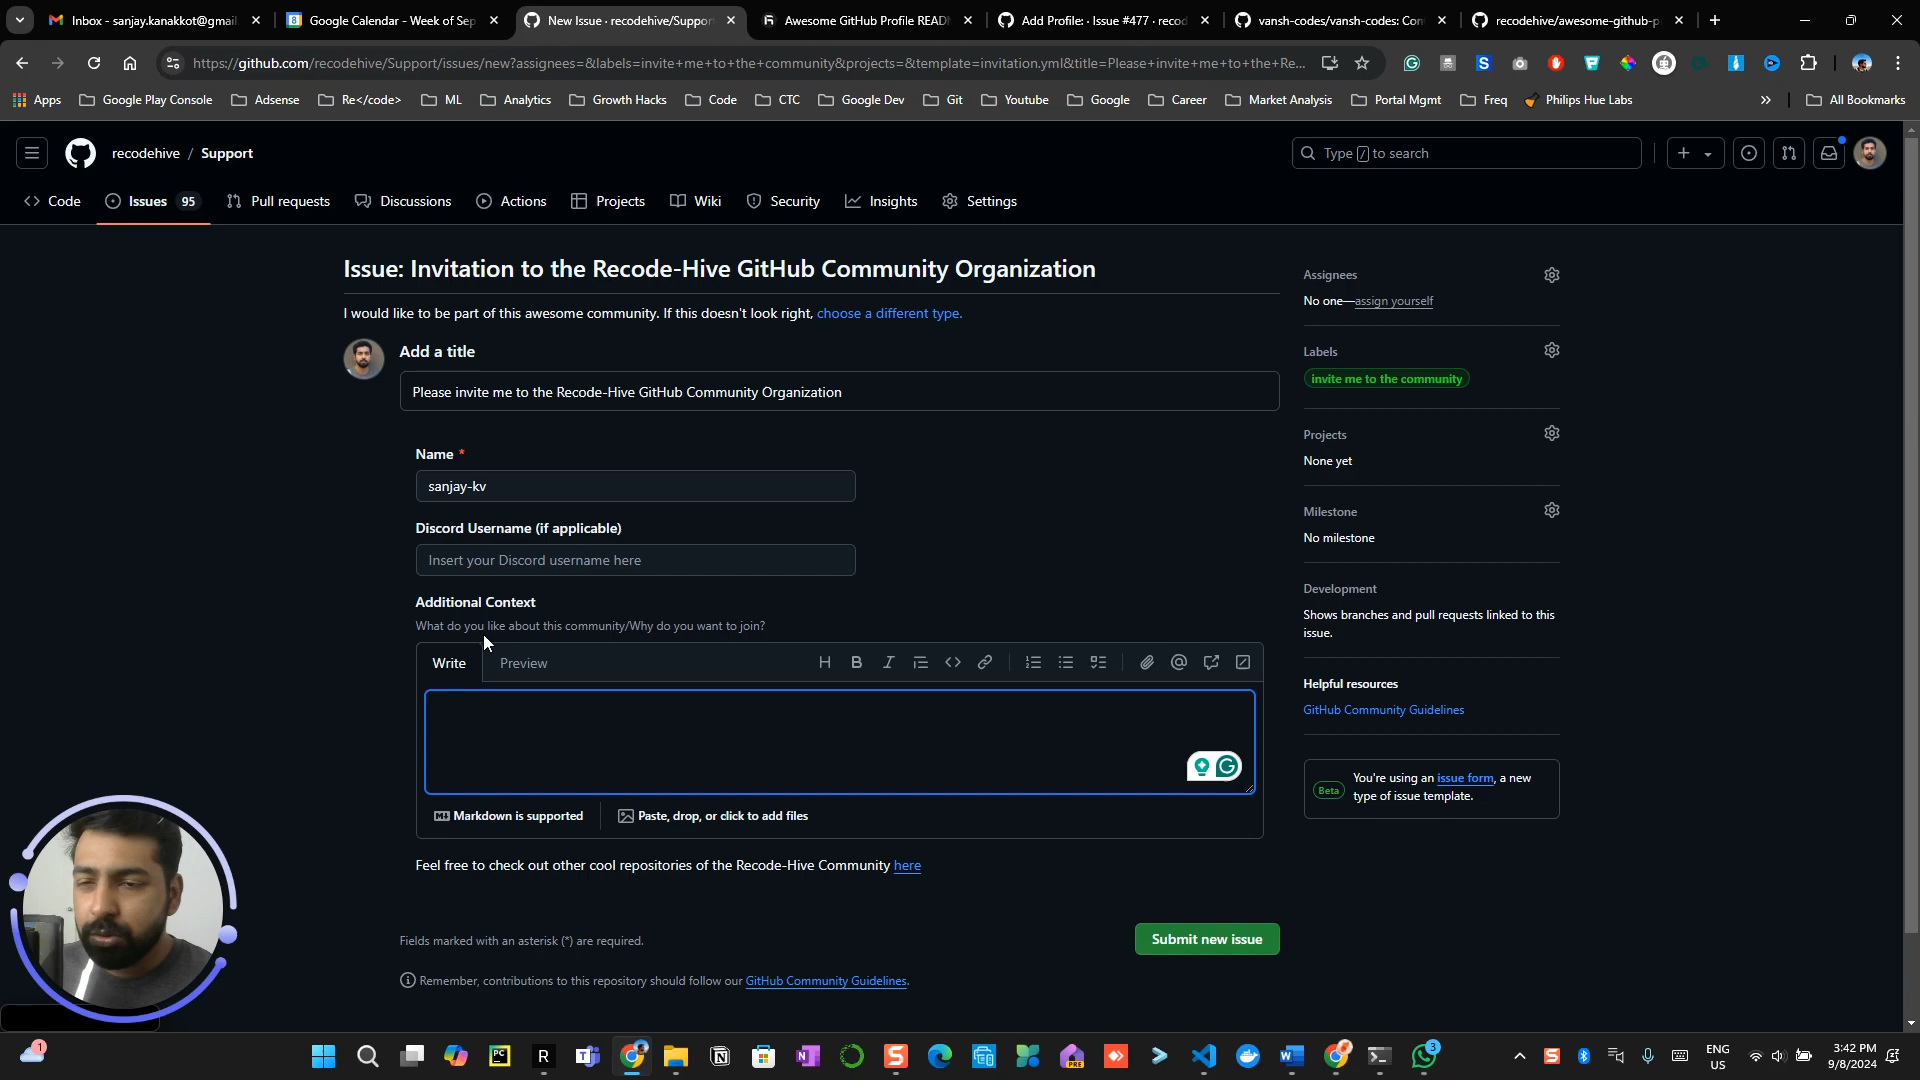 Inbox - sanjay.kanakkot@gmail
Google Calendar - Week of Sep
New Issue · recodehive/Support
Awesome GitHub Profile READ
Add Profile: · Issue #477 · recod
vansh-codes/vansh-codes: Con
recodehive/awesome-github-p
https://github.com/recodehive/Support/issues/new?assignees=&labels=invite+me+to+the+community&projects=&template=invitation.yml&title=Please+invite+me+to+the+Re...
Apps
Google Play Console
Adsense
Re</code>
ML
Analytics
Growth Hacks
Code
CTC
Google Dev
Git
Youtube
Google
Career
Market Analysis
Portal Mgmt
Freq
Philips Hue Labs
All Bookmarks
recodehive / Support
Type / to search
Code
Issues 95
Pull requests
Discussions
Actions
Projects
Wiki
Security
Insights
Settings
Issue: Invitation to the Recode-Hive GitHub Community Organization
I would like to be part of this awesome community. If this doesn't look right, choose a different type.
Add a title
Please invite me to the Recode-Hive GitHub Community Organization
Name *
sanjay-kv
Discord Username (if applicable)
Insert your Discord username here
Additional Context
What do you like about this community/Why do you want to join?
Write
Preview
Markdown is supported
Paste, drop, or click to add files
Feel free to check out other cool repositories of the Recode-Hive Community here
Fields marked with an asterisk (*) are required.
Submit new issue
Remember, contributions to this repository should follow our GitHub Community Guidelines.
Assignees
No one—assign yourself
Labels
invite me to the community
Projects
None yet
Milestone
No milestone
Development
Shows branches and pull requests linked to this
issue.
Helpful resources
GitHub Community Guidelines
Beta
You're using an issue form, a new
type of issue template.
1
3
ENG
US
3:42 PM
9/8/2024